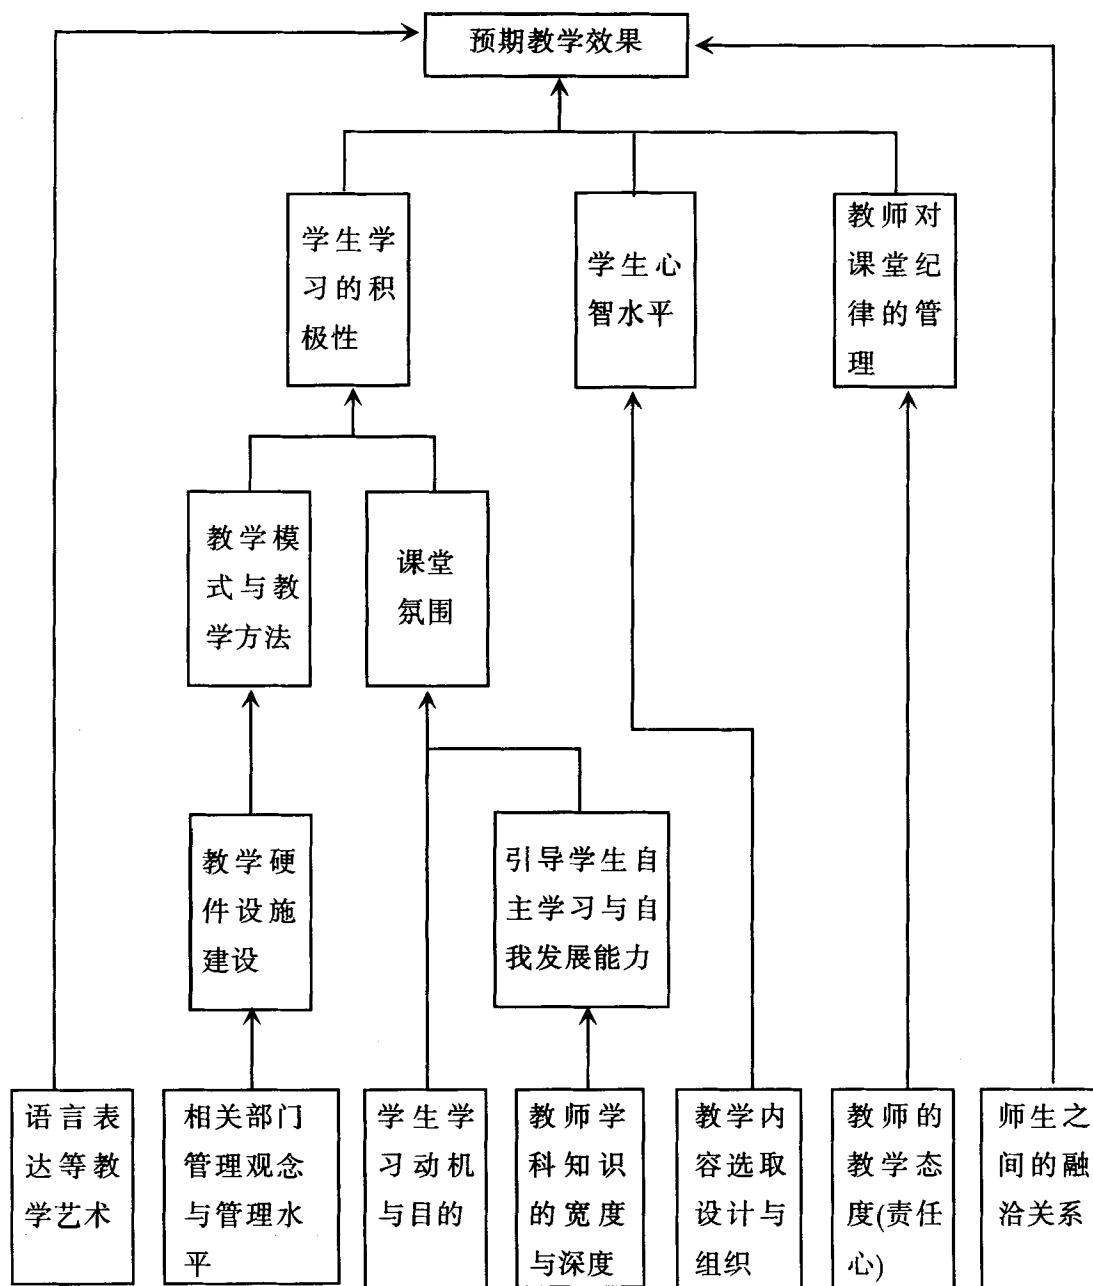 预期教学效果
学生学
习的积
极性
学生心
智水平
教师对
课堂纪
律的管
理
教学模
式与教
学方法
课堂
氛围
教学硬
件设施
建设
引导学生自
主学习与自
我发展能力
语言表
达等教
学艺术
相关部门
管理观念
与管理水
平
学生学
习动机
与目的
教师学
科知识
的宽度
与深度
教学内
容选取
设计与
组织
教师的
教学态
度(责任
心)
师生之
间的融
洽关系